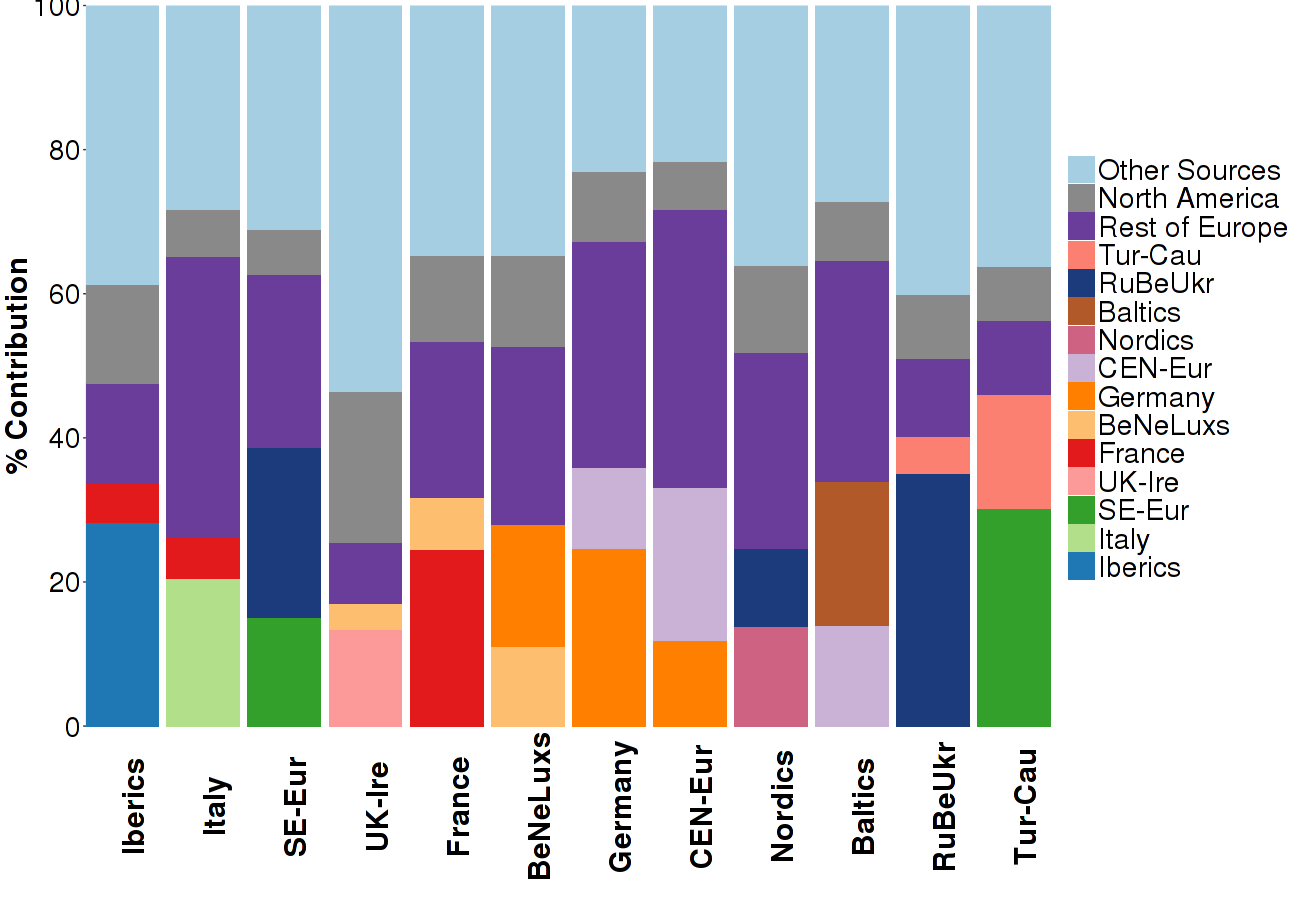 100
80
60
40
20
0
% Contribution
Iberics
Italy
SE-Eur
UK-Ire
France
BeNeLuxs
Germany
CEN-Eur
Nordics
Baltics
RuBeUkr
Tur-Cau
Other Sources
North America
Rest of Europe
Tur-Cau
RuBeUkr
Baltics
Nordics
CEN-Eur
Germany
BeNeLuxs
France
UK-Ire
SE-Eur
Italy
Iberics